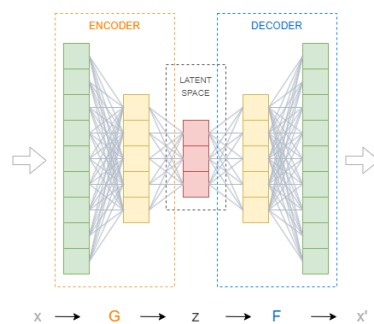 ENCODER
DECODER
LATENT
SPACE
x → G → z → F → x'